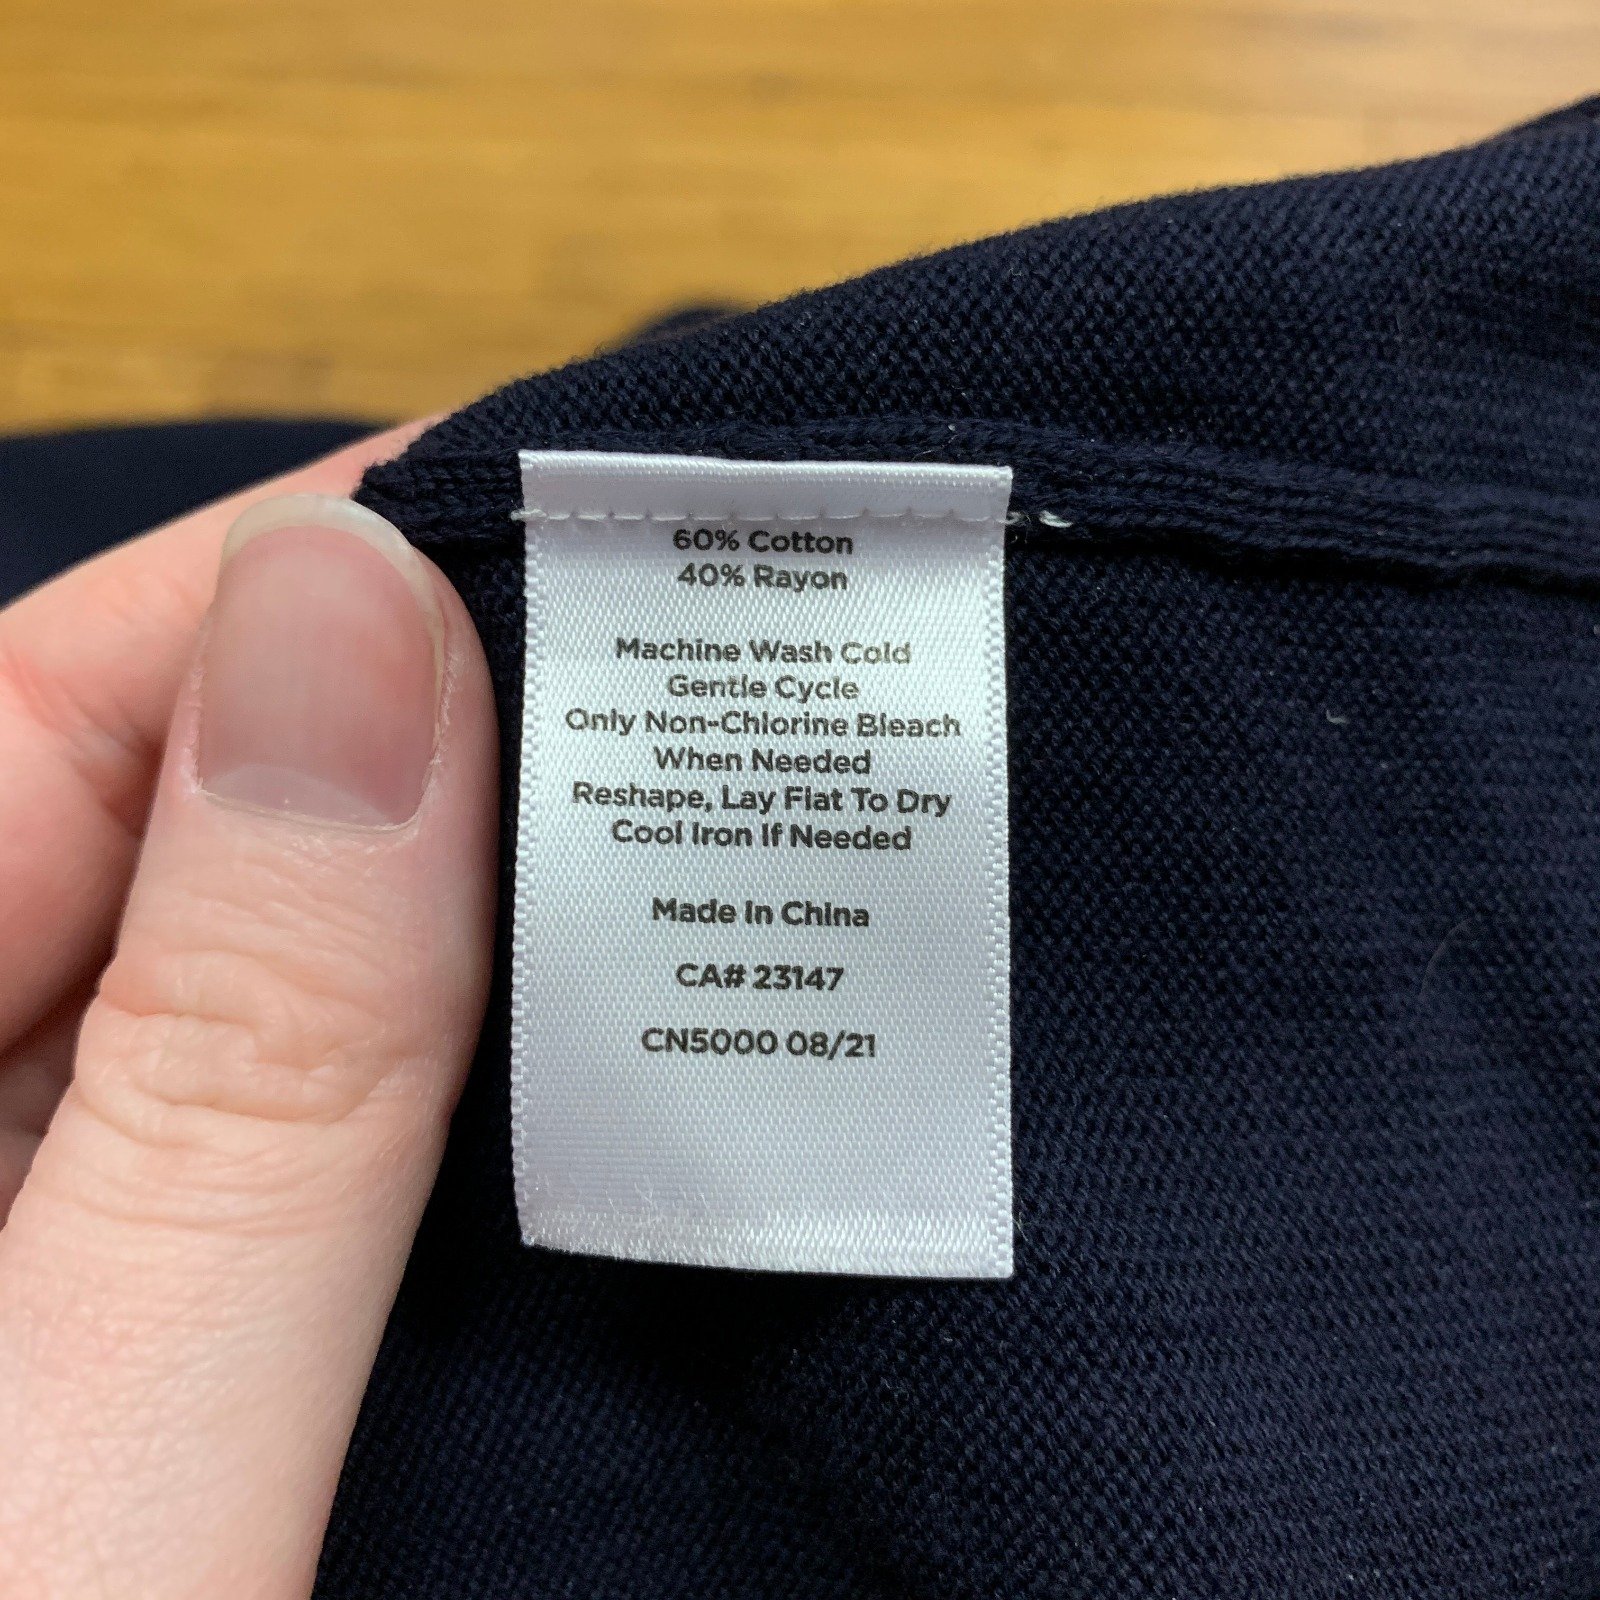 60% Cotton
40% Rayon
Machine Wash Cold
Gentle Cycle
Only Non-Chlorine Bleach
When Needed
Reshape, Lay Flat To Dry
Cool Iron If Needed
Made In China
CA# 23147
CN5000 08/21